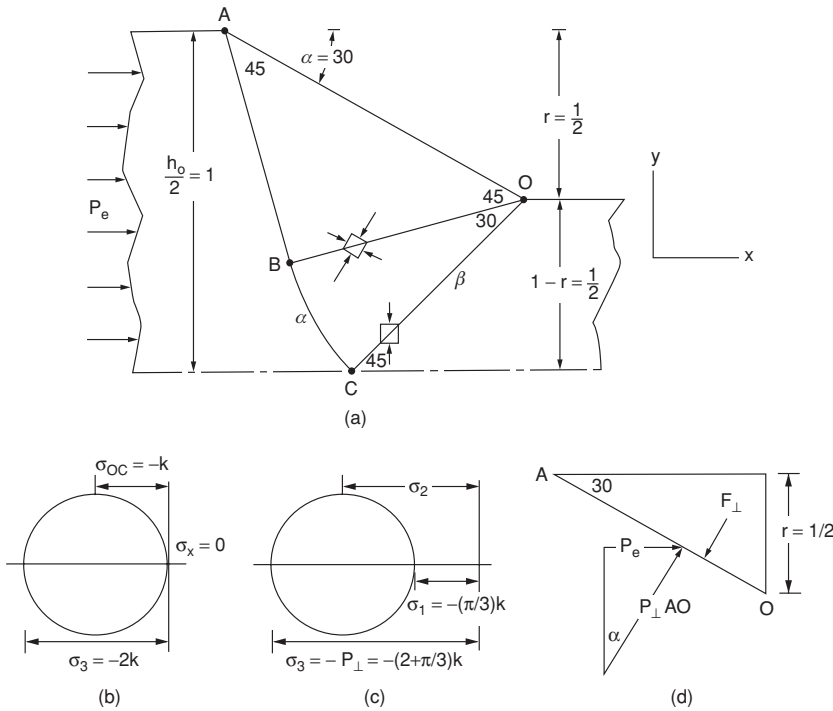 A
α = 30
45
r = 1/2
h₀/2 = 1
Pₑ
45
O
30
y
x
B
β
1 – r = 1/2
α
45
C
(a)
σ_OC = –k
σₓ = 0
σ₃ = –2k
(b)
σ₂
σ₁ = –(π/3)k
σ₃ = – P⊥ = –(2+π/3)k
(c)
A
30
F⊥
r = 1/2
Pₑ
P⊥AO
O
α
(d)